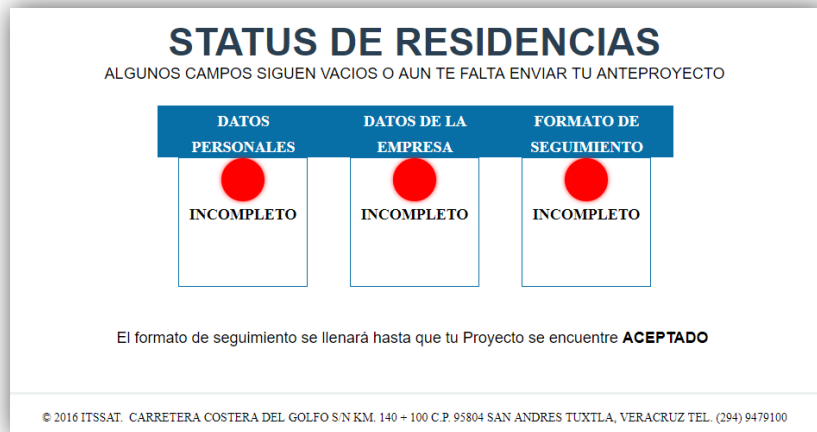 STATUS DE RESIDENCIAS
ALGUNOS CAMPOS SIGUEN VACIOS O AUN TE FALTA ENVIAR TU ANTEPROYECTO
DATOS PERSONALES
DATOS DE LA EMPRESA
FORMATO DE SEGUIMIENTO
INCOMPLETO
INCOMPLETO
INCOMPLETO
El formato de seguimiento se llenará hasta que tu Proyecto se encuentre ACEPTADO
© 2016 ITSSAT. CARRETERA COSTERA DEL GOLFO S/N KM. 140 + 100 C.P. 95804 SAN ANDRES TUXTLA, VERACRUZ TEL. (294) 9479100